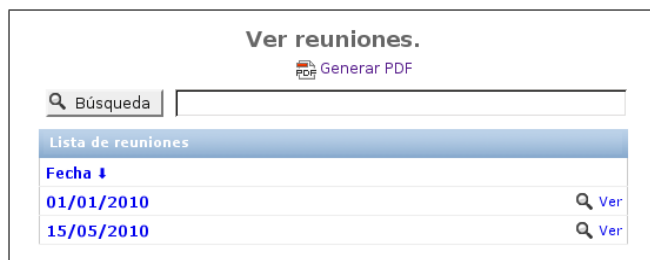 Ver reuniones.
PDF Generar PDF
Búsqueda
Lista de reuniones
Fecha ⬇
01/01/2010 Ver
15/05/2010 Ver